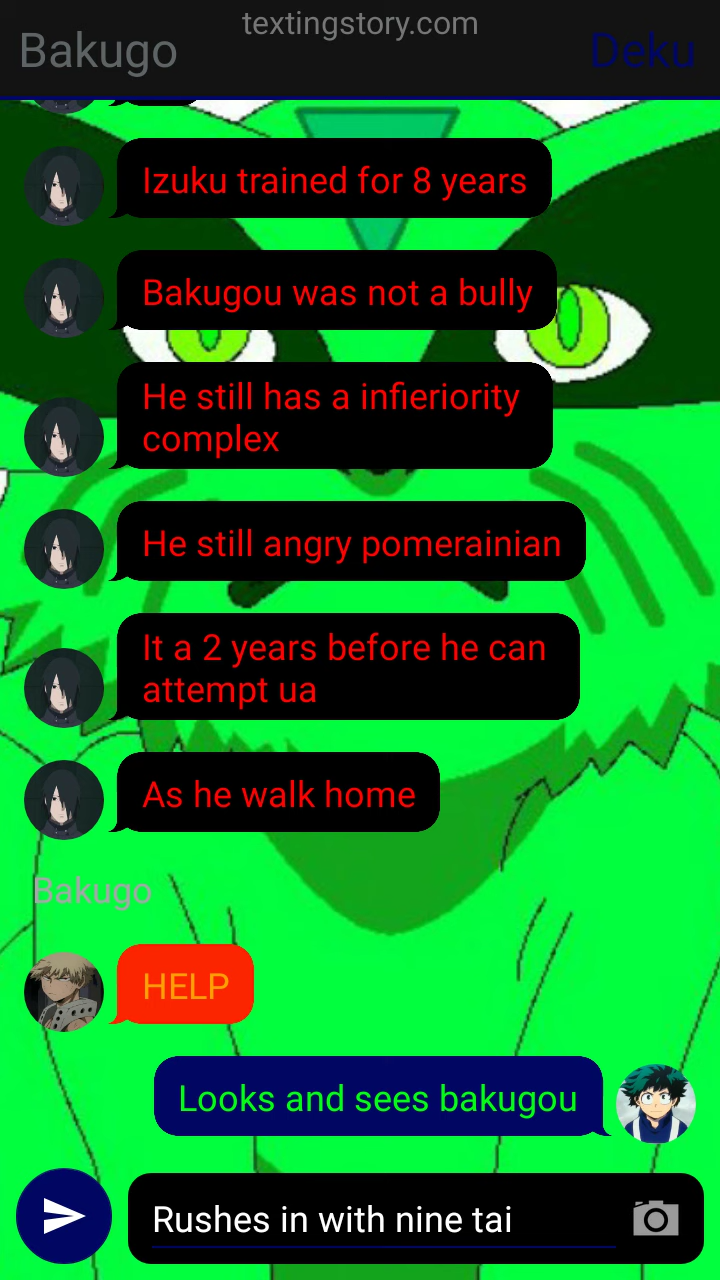 textingstory.com
Bakugo
Deku
Izuku trained for 8 years
Bakugou was not a bully
He still has a infieriority
complex
He still angry pomerainian
It a 2 years before he can
attempt ua
As he walk home
Bakugo
HELP
Looks and sees bakugou
Rushes in with nine tai